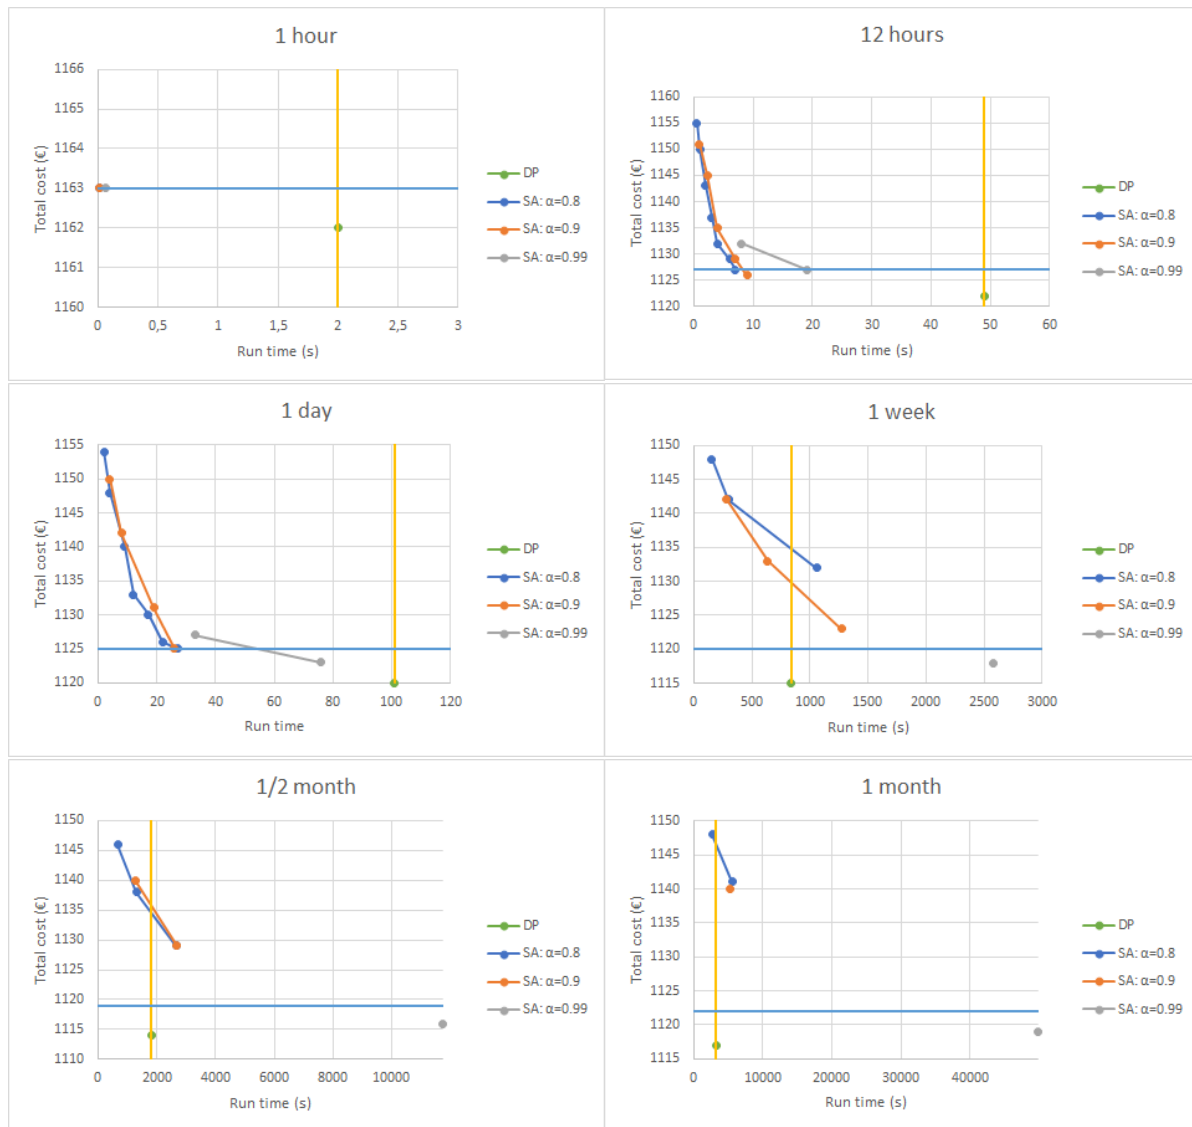 1 hour
1166
1165
1164
1163
1162
1161
1160
Total cost (€)
0 0,5 1 1,5 2 2,5 3
Run time (s)
DP
SA: α=0.8
SA: α=0.9
SA: α=0.99
12 hours
1160
1155
1150
1145
1140
1135
1130
1125
1120
Total cost (€)
0 10 20 30 40 50 60
Run time (s)
DP
SA: α=0.8
SA: α=0.9
SA: α=0.99
1 day
1155
1150
1145
1140
1135
1130
1125
1120
Total cost (€)
0 20 40 60 80 100 120
Run time
DP
SA: α=0.8
SA: α=0.9
SA: α=0.99
1 week
1150
1145
1140
1135
1130
1125
1120
1115
Total cost (€)
0 500 1000 1500 2000 2500 3000
Run time (s)
DP
SA: α=0.8
SA: α=0.9
SA: α=0.99
1/2 month
1150
1145
1140
1135
1130
1125
1120
1115
1110
Total cost (€)
0 2000 4000 6000 8000 10000
Run time (s)
DP
SA: α=0.8
SA: α=0.9
SA: α=0.99
1 month
1150
1145
1140
1135
1130
1125
1120
1115
Total cost (€)
0 10000 20000 30000 40000
Run time (s)
DP
SA: α=0.8
SA: α=0.9
SA: α=0.99